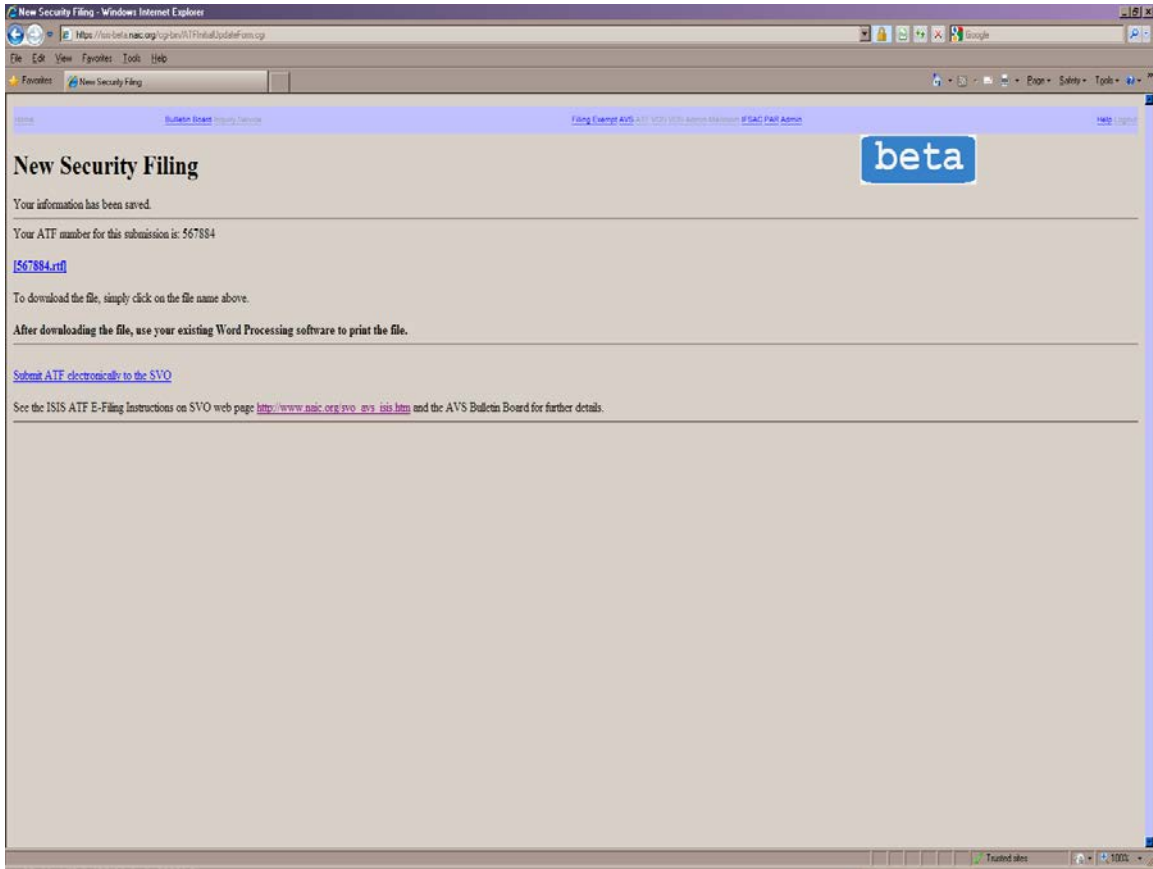 New Security Filing - Windows Internet Explorer
Google
File Edit View Favorites Tools Help
Favorites New Security Filing Page Safety Tools
Home Bulletin Board Inquiry Service Filing Exempt AVS IFSAC PAR Admin Help Logout
beta
New Security Filing
Your information has been saved.
Your ATF number for this submission is: 567884
[567884.rtf]
To download the file, simply click on the file name above.
After downloading the file, use your existing Word Processing software to print the file.
Submit ATF electronically to the SVO
See the ISIS ATF E-Filing Instructions on SVO web page http://www.naic.org/svo_avs_isis.htm and the AVS Bulletin Board for further details.
Trusted sites 100%